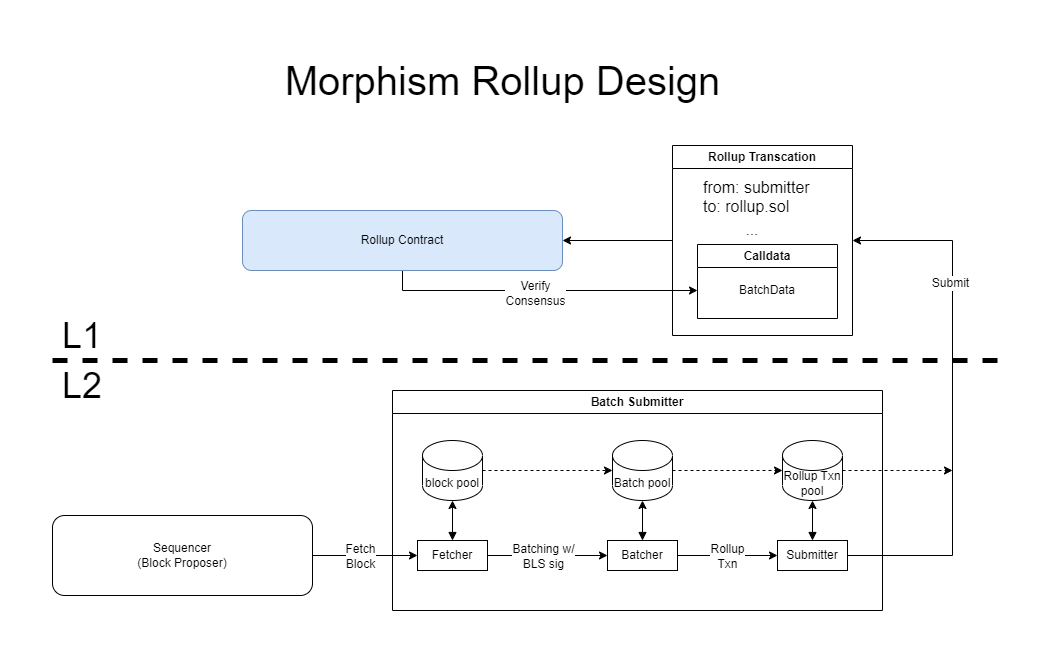 Morphism Rollup Design
Rollup Transcation
from: submitter
to: rollup.sol
...
Calldata
BatchData
Rollup Contract
Verify
Consensus
Submit
L1
L2
Batch Submitter
block pool
Batch pool
Rollup Txn
pool
Sequencer
(Block Proposer)
Fetch
Block
Fetcher
Batching w/
BLS sig
Batcher
Rollup
Txn
Submitter